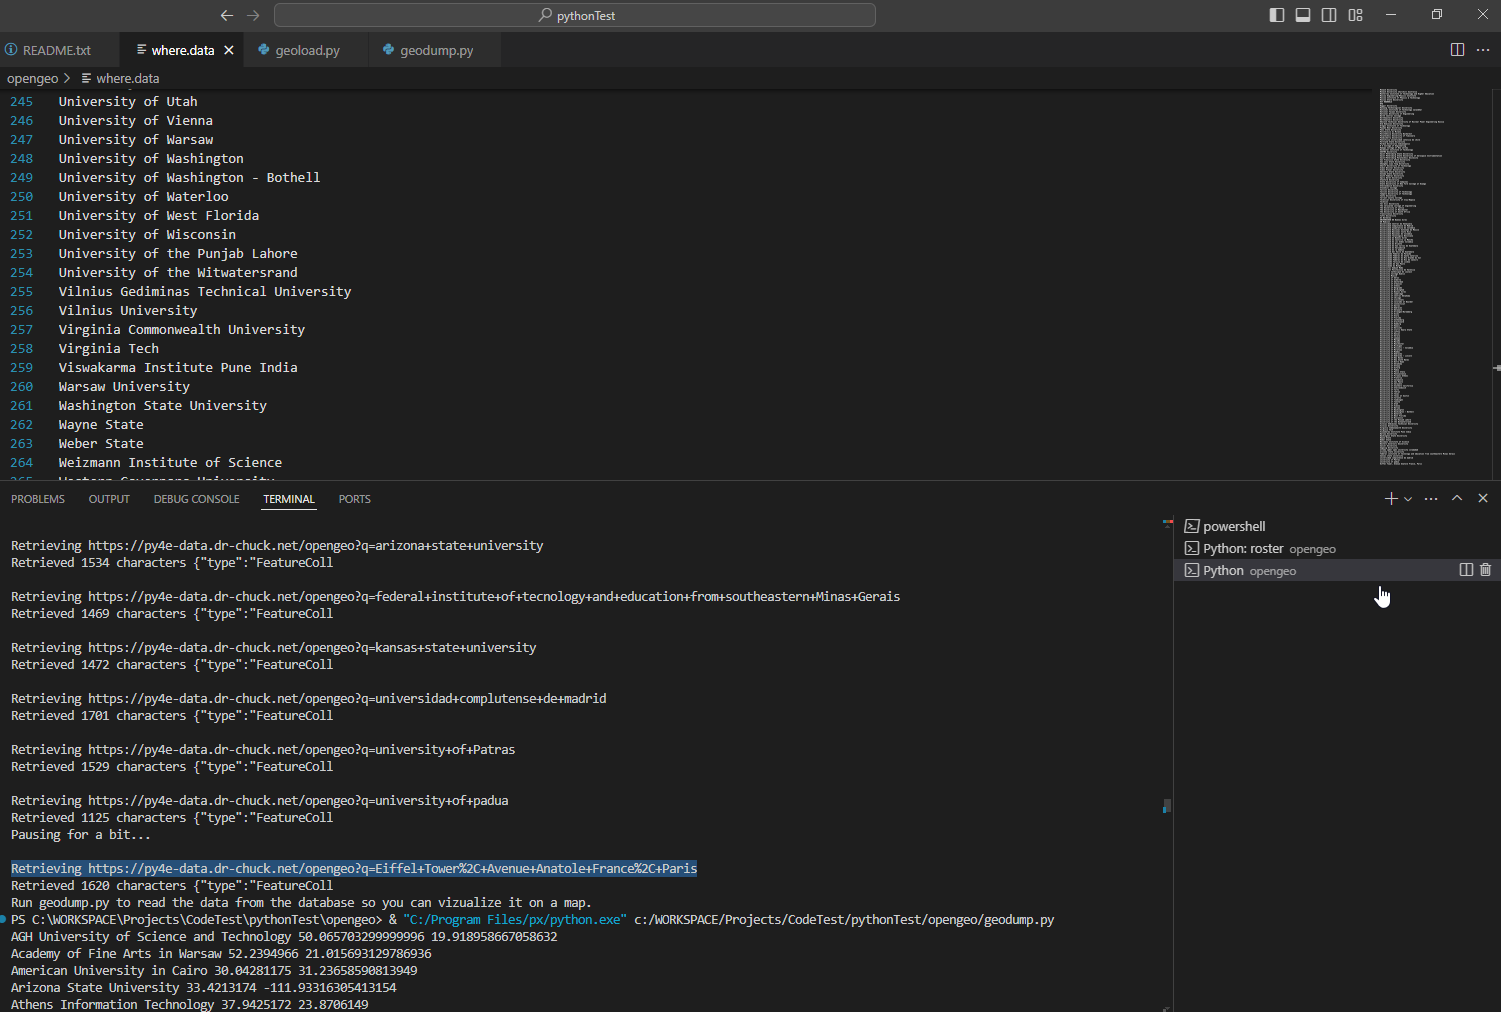 pythonTest
README.txt
where.data
geoload.py
geodump.py
opengeo > where.data
245 University of Utah
246 University of Vienna
247 University of Warsaw
248 University of Washington
249 University of Washington - Bothell
250 University of Waterloo
251 University of West Florida
252 University of Wisconsin
253 University of the Punjab Lahore
254 University of the Witwatersrand
255 Vilnius Gediminas Technical University
256 Vilnius University
257 Virginia Commonwealth University
258 Virginia Tech
259 Viswakarma Institute Pune India
260 Warsaw University
261 Washington State University
262 Wayne State
263 Weber State
264 Weizmann Institute of Science
265 Western Governors University
PROBLEMS OUTPUT DEBUG CONSOLE TERMINAL PORTS
Retrieving https://py4e-data.dr-chuck.net/opengeo?q=arizona+state+university
Retrieved 1534 characters {"type":"FeatureColl
Retrieving https://py4e-data.dr-chuck.net/opengeo?q=federal+institute+of+tecnology+and+education+from+southeastern+Minas+Gerais
Retrieved 1469 characters {"type":"FeatureColl
Retrieving https://py4e-data.dr-chuck.net/opengeo?q=kansas+state+university
Retrieved 1472 characters {"type":"FeatureColl
Retrieving https://py4e-data.dr-chuck.net/opengeo?q=universidad+complutense+de+madrid
Retrieved 1701 characters {"type":"FeatureColl
Retrieving https://py4e-data.dr-chuck.net/opengeo?q=university+of+Patras
Retrieved 1529 characters {"type":"FeatureColl
Retrieving https://py4e-data.dr-chuck.net/opengeo?q=university+of+padua
Retrieved 1125 characters {"type":"FeatureColl
Pausing for a bit...
Retrieving https://py4e-data.dr-chuck.net/opengeo?q=Eiffel+Tower%2C+Avenue+Anatole+France%2C+Paris
Retrieved 1620 characters {"type":"FeatureColl
Run geodump.py to read the data from the database so you can vizualize it on a map.
PS C:\WORKSPACE\Projects\CodeTest\pythonTest\opengeo> & "C:/Program Files/px/python.exe" c:/WORKSPACE/Projects/CodeTest/pythonTest/opengeo/geodump.py
AGH University of Science and Technology 50.065703299999996 19.918958667058632
Academy of Fine Arts in Warsaw 52.2394966 21.015693129786936
American University in Cairo 30.04281175 31.23658590813949
Arizona State University 33.4213174 -111.93316305413154
Athens Information Technology 37.9425172 23.8706149
powershell
Python: roster opengeo
Python opengeo